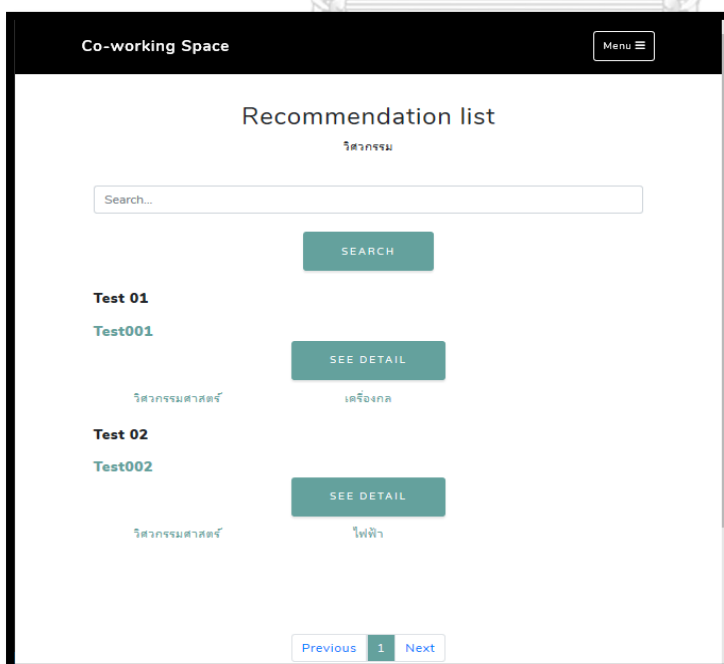 Co-working Space
Menu
Recommendation list
วิศวกรรม
Search...
SEARCH
Test 01
Test001
SEE DETAIL
วิศวกรรมศาสตร์ เครื่องกล
Test 02
Test002
SEE DETAIL
วิศวกรรมศาสตร์ ไฟฟ้า
Previous 1 Next